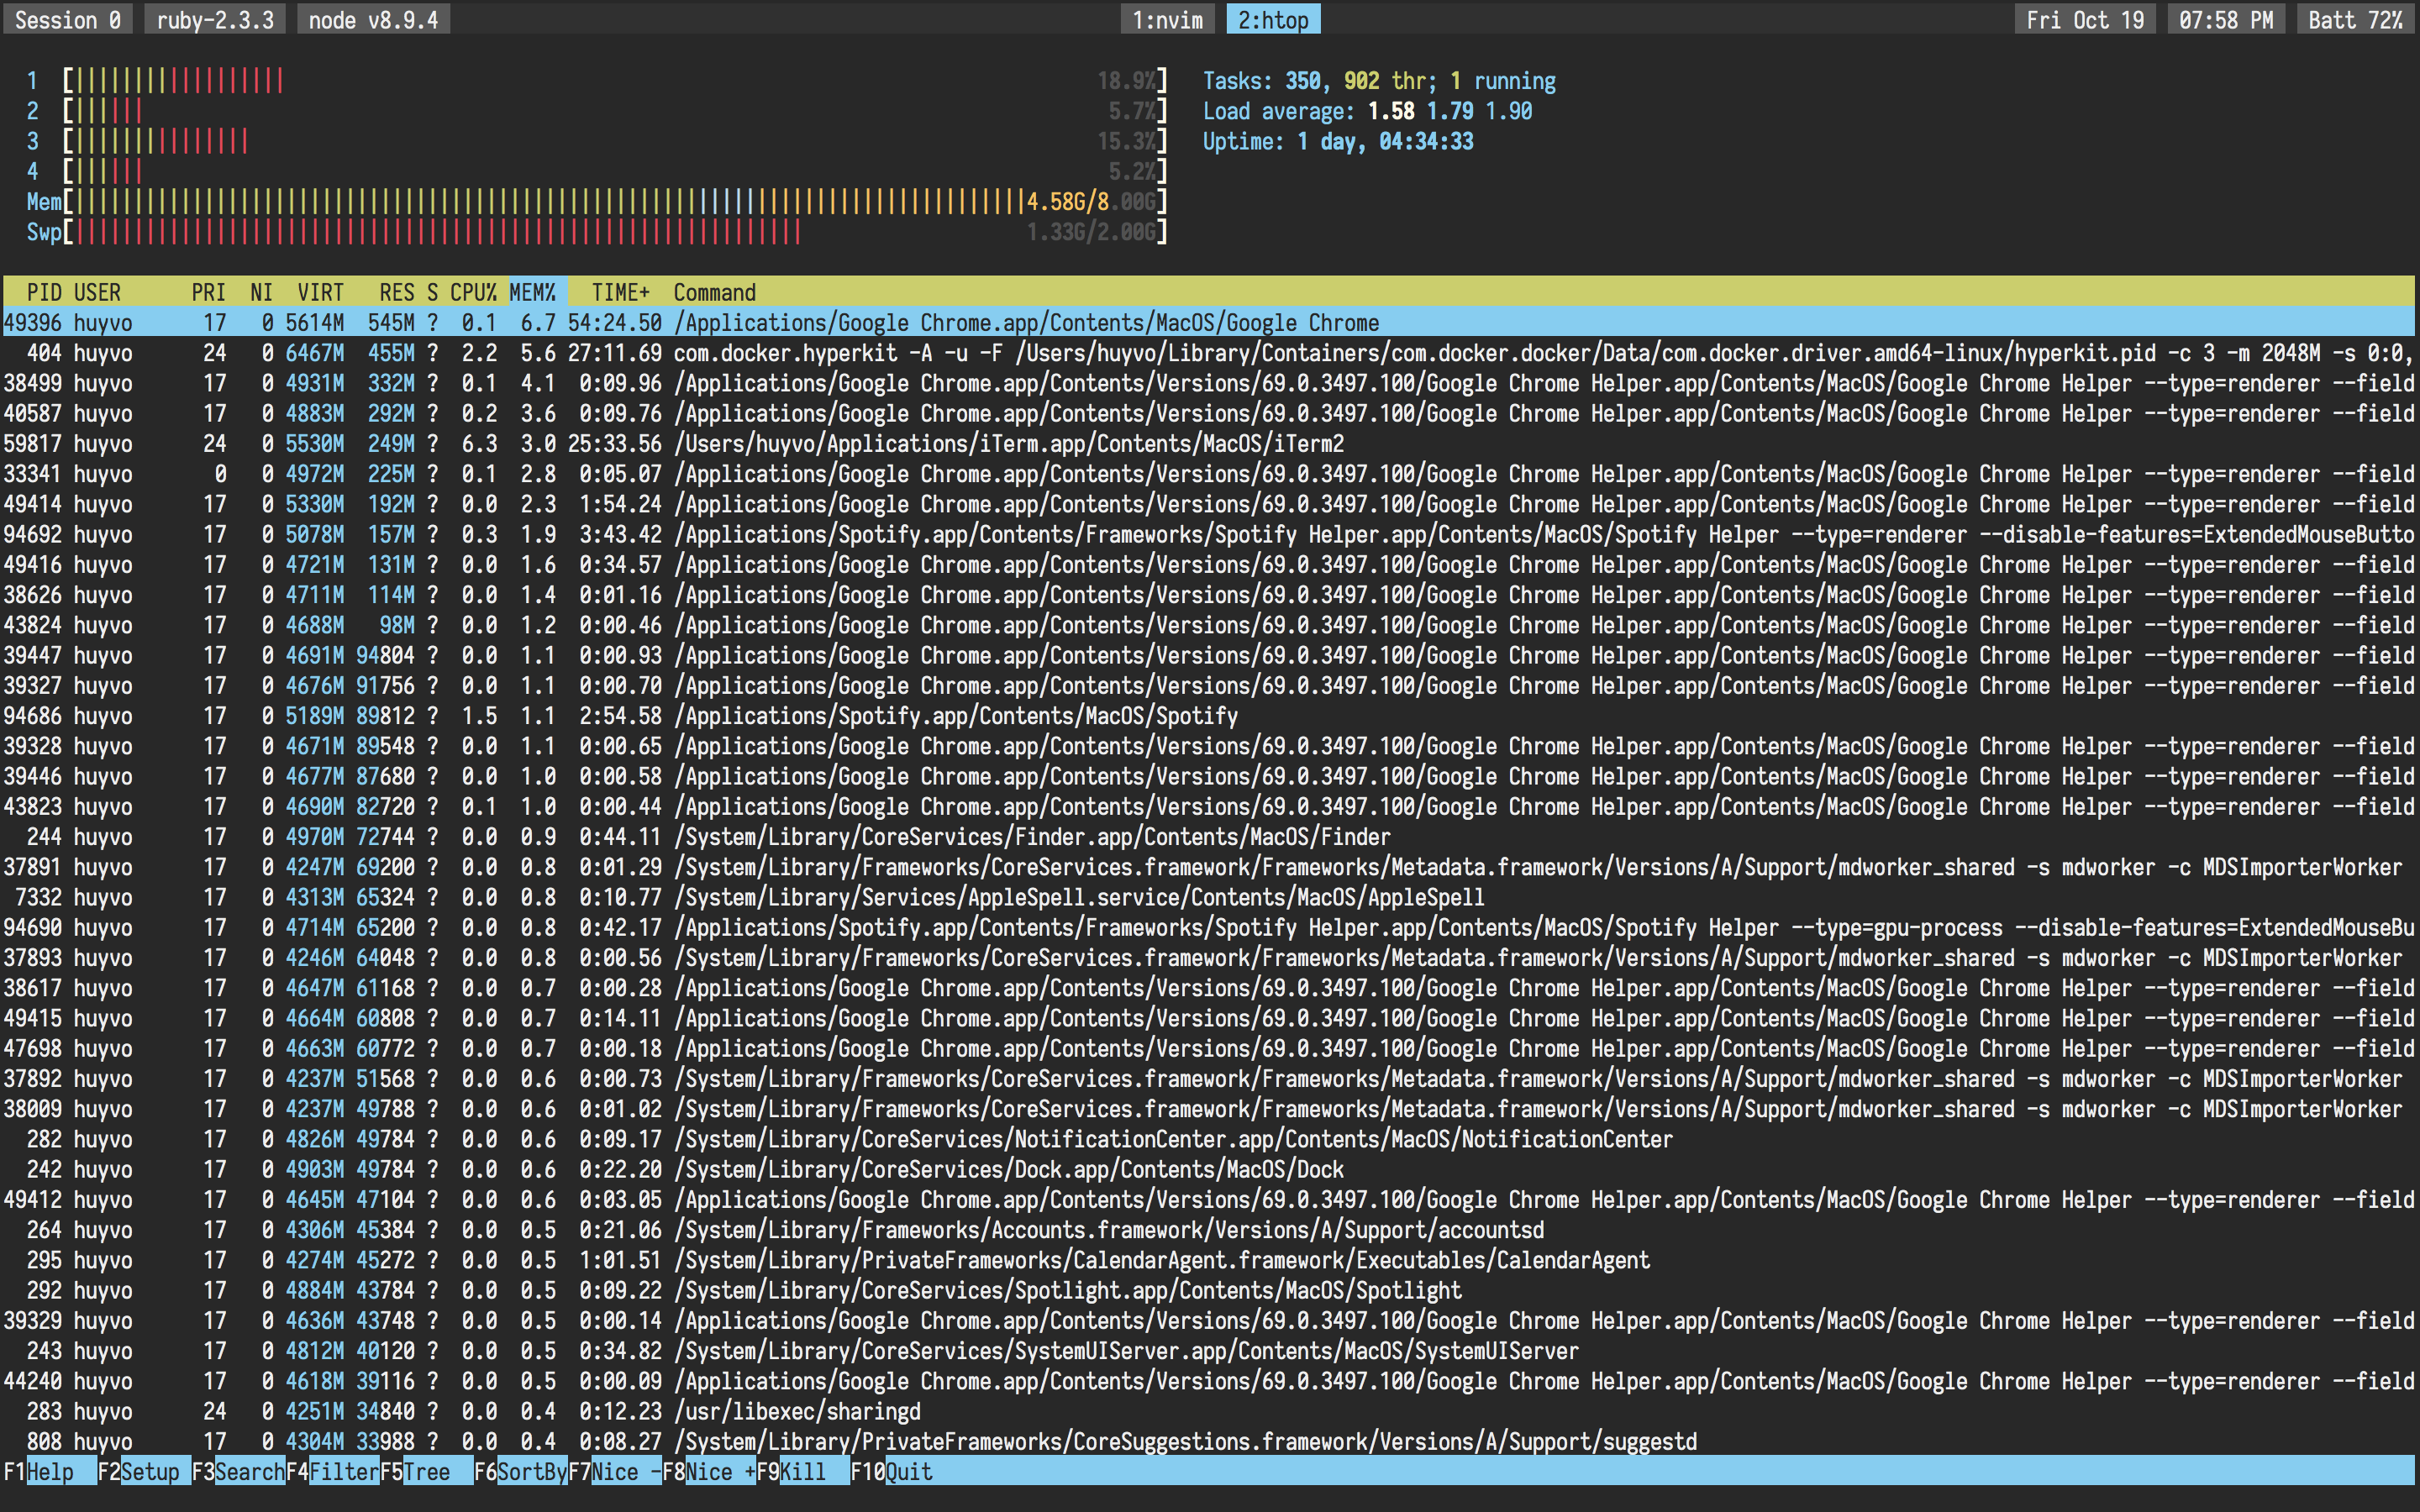 Session 0 ruby-2.3.3 node v8.9.4 1:nvim 2:htop Fri Oct 19 07:58 PM Batt 72%
1 [|||||||||||||||||| 18.9%] Tasks: 350, 902 thr; 1 running
2 [|||||| 5.7%] Load average: 1.58 1.79 1.90
3 [||||||||||||||| 15.3%] Uptime: 1 day, 04:34:33
4 [|||||| 5.2%]
Mem[|||||||||||||||||||||||||||||||||||||||||||||||||||||||||||||||||||||||||||||||||4.58G/8.00G]
Swp[|||||||||||||||||||||||||||||||||||||||||||||||||||||||||||||| 1.33G/2.00G]
PID USER PRI NI VIRT RES S CPU% MEM% TIME+ Command
49396 huyvo 17 0 5614M 545M ? 0.1 6.7 54:24.50 /Applications/Google Chrome.app/Contents/MacOS/Google Chrome
404 huyvo 24 0 6467M 455M ? 2.2 5.6 27:11.69 com.docker.hyperkit -A -u -F /Users/huyvo/Library/Containers/com.docker.docker/Data/com.docker.driver.amd64-linux/hyperkit.pid -c 3 -m 2048M -s 0:0,
38499 huyvo 17 0 4931M 332M ? 0.1 4.1 0:09.96 /Applications/Google Chrome.app/Contents/Versions/69.0.3497.100/Google Chrome Helper.app/Contents/MacOS/Google Chrome Helper --type=renderer --field
40587 huyvo 17 0 4883M 292M ? 0.2 3.6 0:09.76 /Applications/Google Chrome.app/Contents/Versions/69.0.3497.100/Google Chrome Helper.app/Contents/MacOS/Google Chrome Helper --type=renderer --field
59817 huyvo 24 0 5530M 249M ? 6.3 3.0 25:33.56 /Users/huyvo/Applications/iTerm.app/Contents/MacOS/iTerm2
33341 huyvo 0 0 4972M 225M ? 0.1 2.8 0:05.07 /Applications/Google Chrome.app/Contents/Versions/69.0.3497.100/Google Chrome Helper.app/Contents/MacOS/Google Chrome Helper --type=renderer --field
49414 huyvo 17 0 5330M 192M ? 0.0 2.3 1:54.24 /Applications/Google Chrome.app/Contents/Versions/69.0.3497.100/Google Chrome Helper.app/Contents/MacOS/Google Chrome Helper --type=renderer --field
94692 huyvo 17 0 5078M 157M ? 0.3 1.9 3:43.42 /Applications/Spotify.app/Contents/Frameworks/Spotify Helper.app/Contents/MacOS/Spotify Helper --type=renderer --disable-features=ExtendedMouseButto
49416 huyvo 17 0 4721M 131M ? 0.0 1.6 0:34.57 /Applications/Google Chrome.app/Contents/Versions/69.0.3497.100/Google Chrome Helper.app/Contents/MacOS/Google Chrome Helper --type=renderer --field
38626 huyvo 17 0 4711M 114M ? 0.0 1.4 0:01.16 /Applications/Google Chrome.app/Contents/Versions/69.0.3497.100/Google Chrome Helper.app/Contents/MacOS/Google Chrome Helper --type=renderer --field
43824 huyvo 17 0 4688M 98M ? 0.0 1.2 0:00.46 /Applications/Google Chrome.app/Contents/Versions/69.0.3497.100/Google Chrome Helper.app/Contents/MacOS/Google Chrome Helper --type=renderer --field
39447 huyvo 17 0 4691M 94804 ? 0.0 1.1 0:00.93 /Applications/Google Chrome.app/Contents/Versions/69.0.3497.100/Google Chrome Helper.app/Contents/MacOS/Google Chrome Helper --type=renderer --field
39327 huyvo 17 0 4676M 91756 ? 0.0 1.1 0:00.70 /Applications/Google Chrome.app/Contents/Versions/69.0.3497.100/Google Chrome Helper.app/Contents/MacOS/Google Chrome Helper --type=renderer --field
94686 huyvo 17 0 5189M 89812 ? 1.5 1.1 2:54.58 /Applications/Spotify.app/Contents/MacOS/Spotify
39328 huyvo 17 0 4671M 89548 ? 0.0 1.1 0:00.65 /Applications/Google Chrome.app/Contents/Versions/69.0.3497.100/Google Chrome Helper.app/Contents/MacOS/Google Chrome Helper --type=renderer --field
39446 huyvo 17 0 4677M 87680 ? 0.0 1.0 0:00.58 /Applications/Google Chrome.app/Contents/Versions/69.0.3497.100/Google Chrome Helper.app/Contents/MacOS/Google Chrome Helper --type=renderer --field
43823 huyvo 17 0 4690M 82720 ? 0.1 1.0 0:00.44 /Applications/Google Chrome.app/Contents/Versions/69.0.3497.100/Google Chrome Helper.app/Contents/MacOS/Google Chrome Helper --type=renderer --field
244 huyvo 17 0 4970M 72744 ? 0.0 0.9 0:44.11 /System/Library/CoreServices/Finder.app/Contents/MacOS/Finder
37891 huyvo 17 0 4247M 69200 ? 0.0 0.8 0:01.29 /System/Library/Frameworks/CoreServices.framework/Frameworks/Metadata.framework/Versions/A/Support/mdworker_shared -s mdworker -c MDSImporterWorker
7332 huyvo 17 0 4313M 65324 ? 0.0 0.8 0:10.77 /System/Library/Services/AppleSpell.service/Contents/MacOS/AppleSpell
94690 huyvo 17 0 4714M 65200 ? 0.0 0.8 0:42.17 /Applications/Spotify.app/Contents/Frameworks/Spotify Helper.app/Contents/MacOS/Spotify Helper --type=gpu-process --disable-features=ExtendedMouseBu
37893 huyvo 17 0 4246M 64048 ? 0.0 0.8 0:00.56 /System/Library/Frameworks/CoreServices.framework/Frameworks/Metadata.framework/Versions/A/Support/mdworker_shared -s mdworker -c MDSImporterWorker
38617 huyvo 17 0 4647M 61168 ? 0.0 0.7 0:00.28 /Applications/Google Chrome.app/Contents/Versions/69.0.3497.100/Google Chrome Helper.app/Contents/MacOS/Google Chrome Helper --type=renderer --field
49415 huyvo 17 0 4664M 60808 ? 0.0 0.7 0:14.11 /Applications/Google Chrome.app/Contents/Versions/69.0.3497.100/Google Chrome Helper.app/Contents/MacOS/Google Chrome Helper --type=renderer --field
47698 huyvo 17 0 4663M 60772 ? 0.0 0.7 0:00.18 /Applications/Google Chrome.app/Contents/Versions/69.0.3497.100/Google Chrome Helper.app/Contents/MacOS/Google Chrome Helper --type=renderer --field
37892 huyvo 17 0 4237M 51568 ? 0.0 0.6 0:00.73 /System/Library/Frameworks/CoreServices.framework/Frameworks/Metadata.framework/Versions/A/Support/mdworker_shared -s mdworker -c MDSImporterWorker
38009 huyvo 17 0 4237M 49788 ? 0.0 0.6 0:01.02 /System/Library/Frameworks/CoreServices.framework/Frameworks/Metadata.framework/Versions/A/Support/mdworker_shared -s mdworker -c MDSImporterWorker
282 huyvo 17 0 4826M 49784 ? 0.0 0.6 0:09.17 /System/Library/CoreServices/NotificationCenter.app/Contents/MacOS/NotificationCenter
242 huyvo 17 0 4903M 49784 ? 0.0 0.6 0:22.20 /System/Library/CoreServices/Dock.app/Contents/MacOS/Dock
49412 huyvo 17 0 4645M 47104 ? 0.0 0.6 0:03.05 /Applications/Google Chrome.app/Contents/Versions/69.0.3497.100/Google Chrome Helper.app/Contents/MacOS/Google Chrome Helper --type=renderer --field
264 huyvo 17 0 4306M 45384 ? 0.0 0.5 0:21.06 /System/Library/Frameworks/Accounts.framework/Versions/A/Support/accountsd
295 huyvo 17 0 4274M 45272 ? 0.0 0.5 1:01.51 /System/Library/PrivateFrameworks/CalendarAgent.framework/Executables/CalendarAgent
292 huyvo 17 0 4884M 43784 ? 0.0 0.5 0:09.22 /System/Library/CoreServices/Spotlight.app/Contents/MacOS/Spotlight
39329 huyvo 17 0 4636M 43748 ? 0.0 0.5 0:00.14 /Applications/Google Chrome.app/Contents/Versions/69.0.3497.100/Google Chrome Helper.app/Contents/MacOS/Google Chrome Helper --type=renderer --field
243 huyvo 17 0 4812M 40120 ? 0.0 0.5 0:34.82 /System/Library/CoreServices/SystemUIServer.app/Contents/MacOS/SystemUIServer
44240 huyvo 17 0 4618M 39116 ? 0.0 0.5 0:00.09 /Applications/Google Chrome.app/Contents/Versions/69.0.3497.100/Google Chrome Helper.app/Contents/MacOS/Google Chrome Helper --type=renderer --field
283 huyvo 24 0 4251M 34840 ? 0.0 0.4 0:12.23 /usr/libexec/sharingd
808 huyvo 17 0 4304M 33988 ? 0.0 0.4 0:08.27 /System/Library/PrivateFrameworks/CoreSuggestions.framework/Versions/A/Support/suggestd
F1Help F2Setup F3SearchF4FilterF5Tree F6SortByF7Nice -F8Nice +F9Kill F10Quit